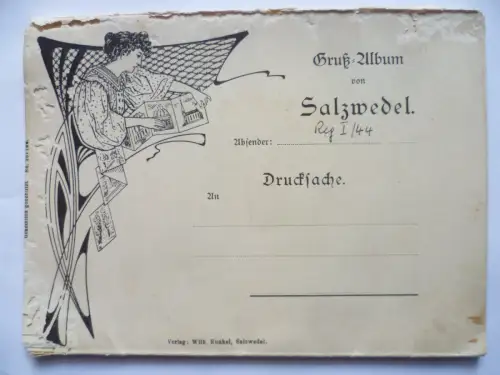 Gruß-Album
von
Salzwedel.
Absender: Reg I/44
Drucksache.
An
Verlag: Wilh. Kunkel, Salzwedel.